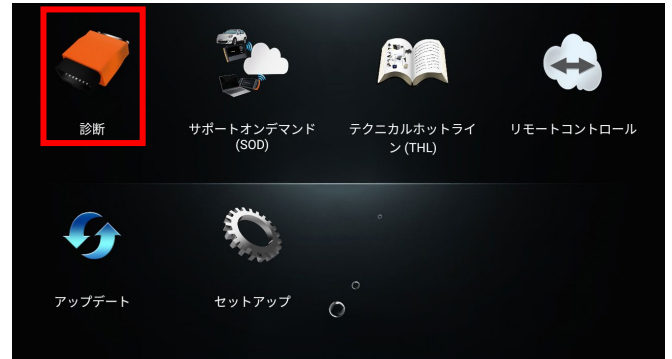 診断
サポートオンデマンド
(SOD)
テクニカルホットライ
ン (THL)
リモートコントロール
アップデート
セットアップ